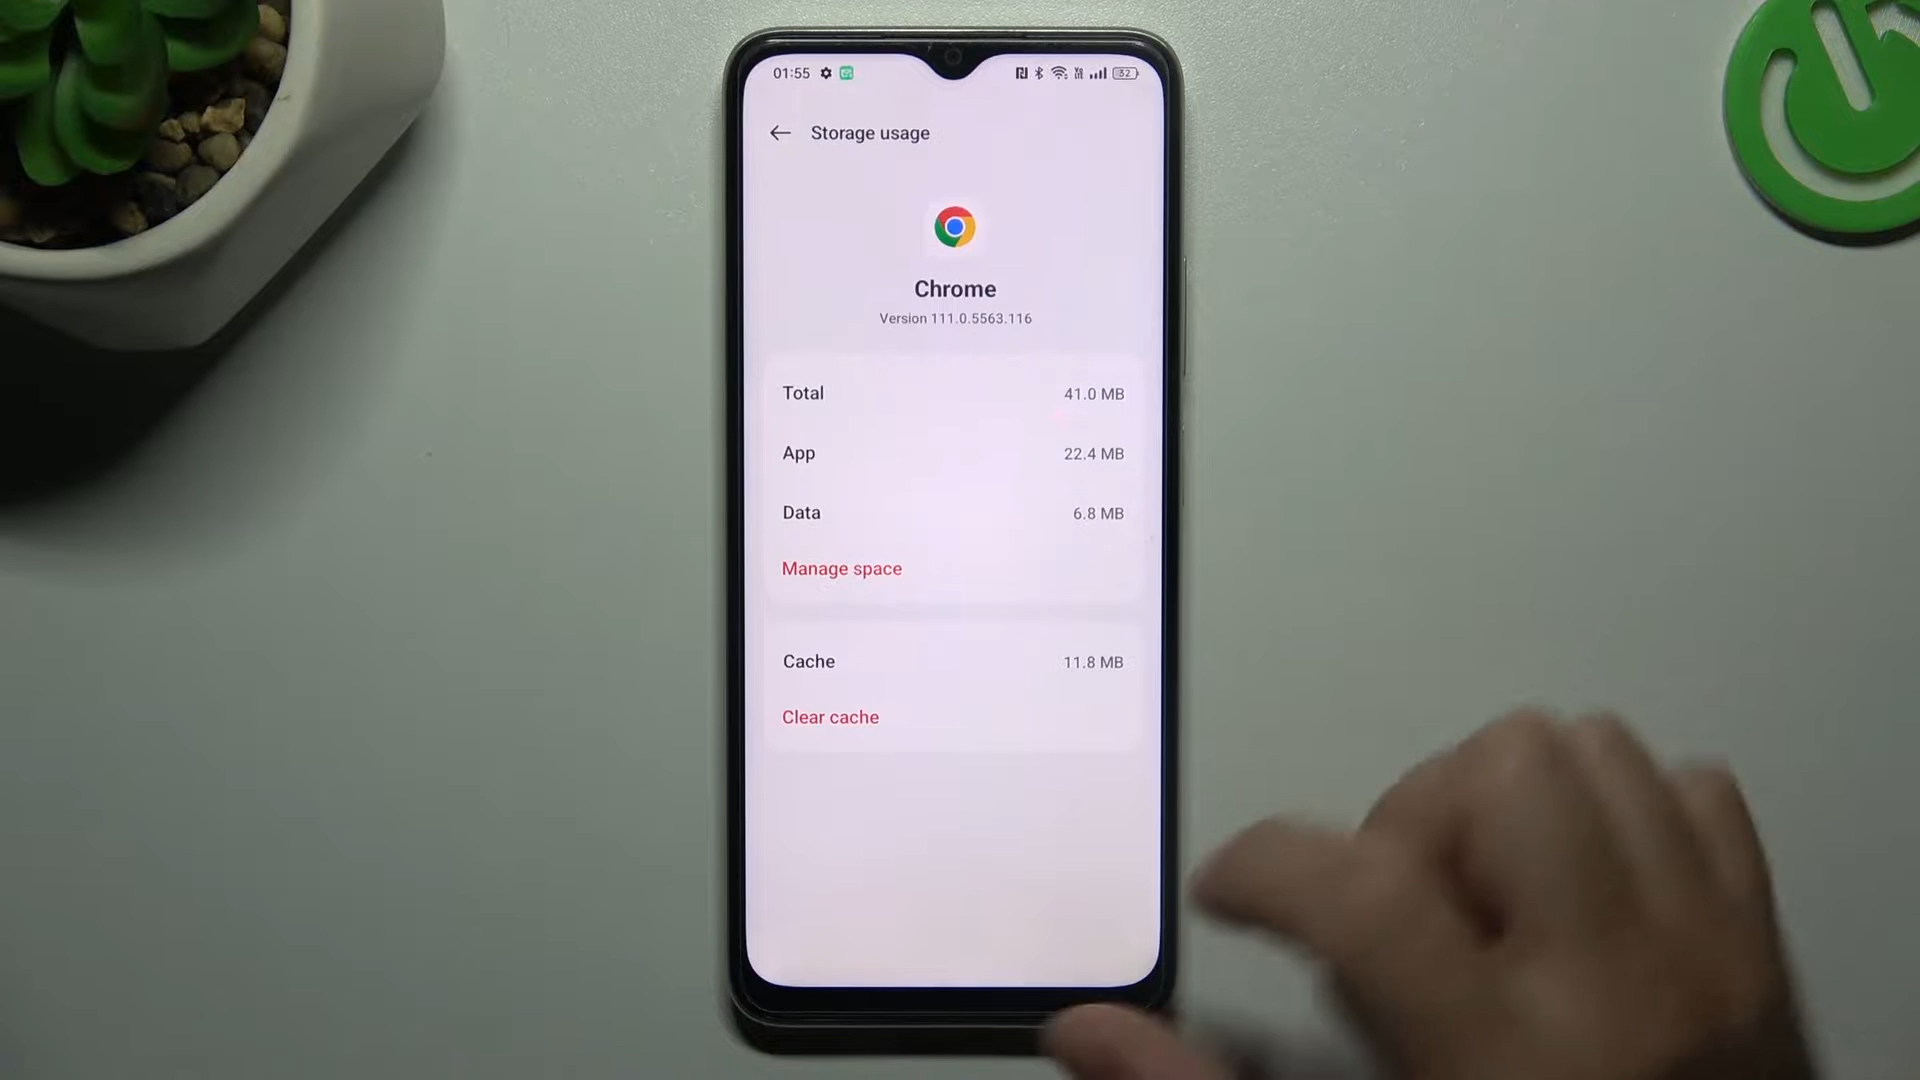 01:55 32
Storage usage
Chrome
Version 111.0.5563.116
Total 41.0 MB
App 22.4 MB
Data 6.8 MB
Manage space
Cache 11.8 MB
Clear cache